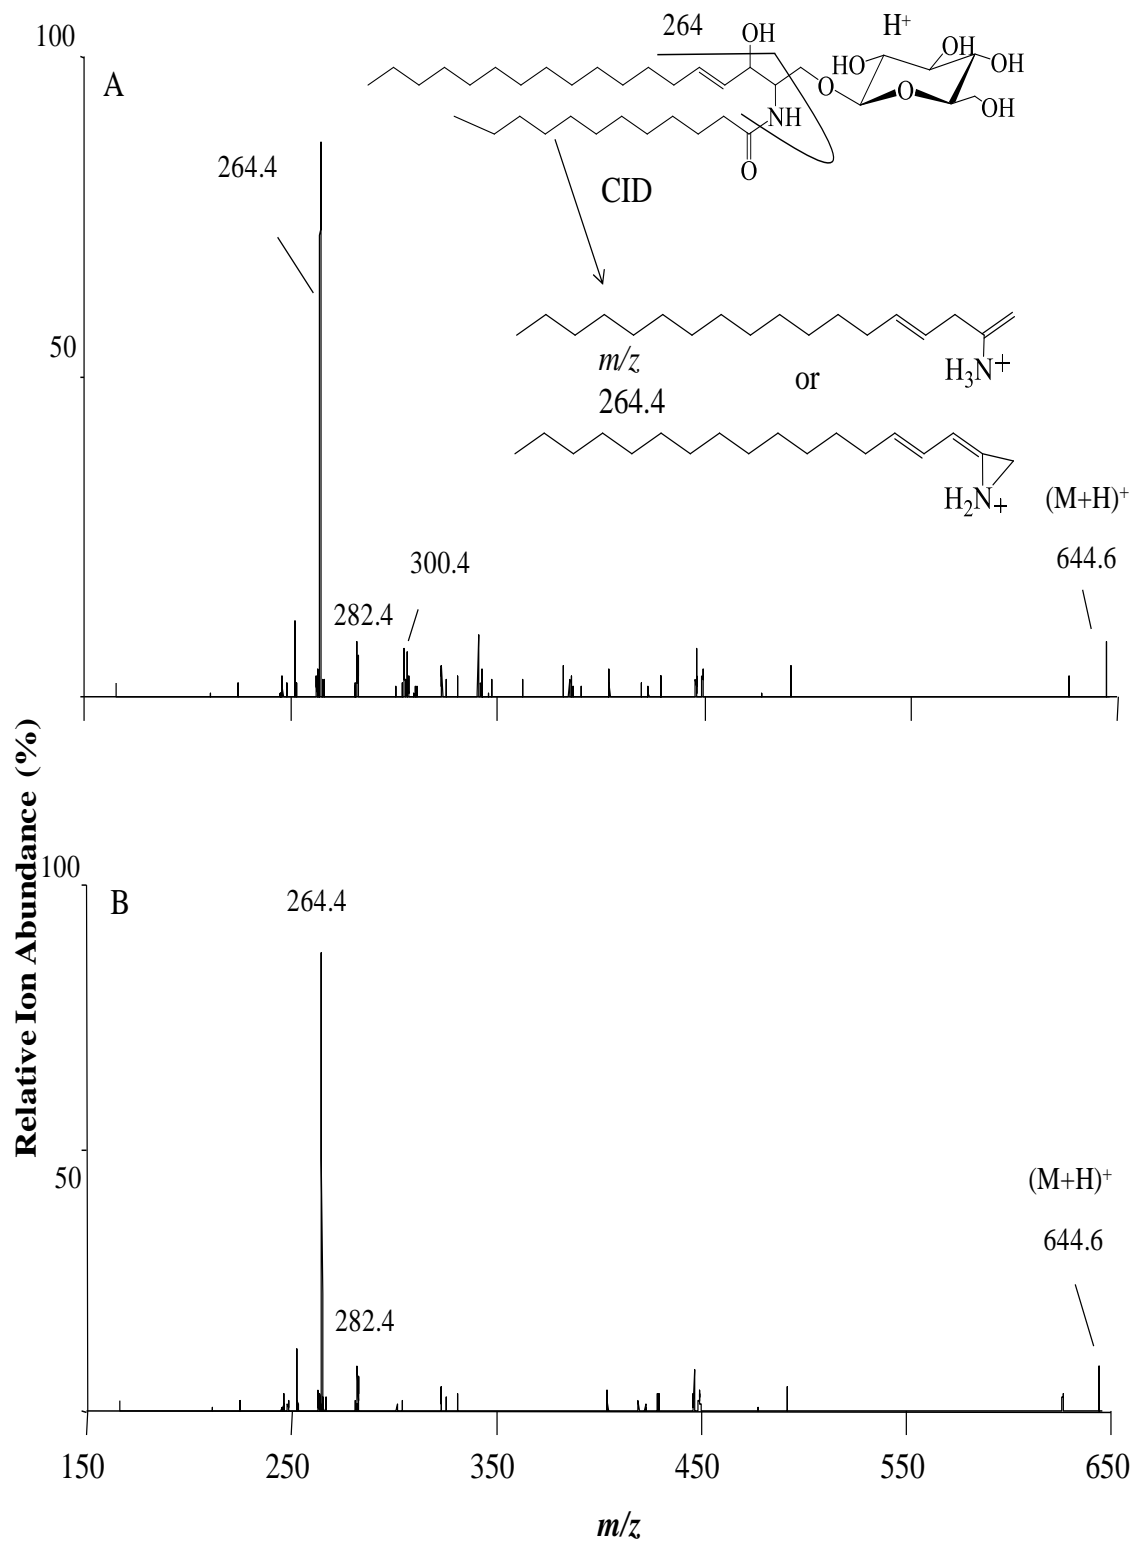 100
A
264
H+
OH
HO
OH
OH
O
O
OH
NH
O
264.4
CID
50
m/z
264.4
or
H3N+
H2N+
(M+H)+
644.6
300.4
282.4
Relative Ion Abundance (%)
100
B
264.4
50
(M+H)+
644.6
282.4
150 250 350 450 550 650
m/z